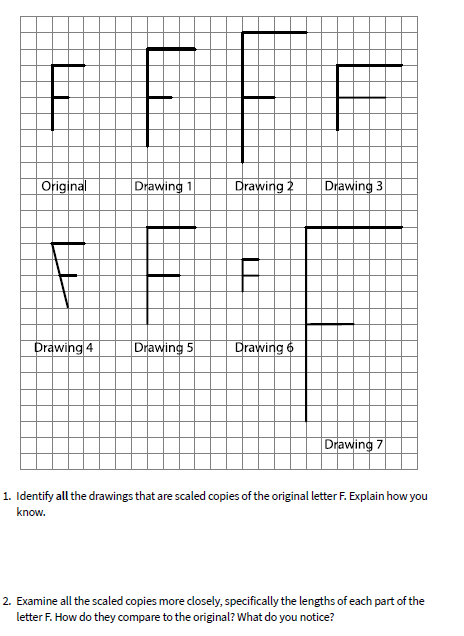 Original
Drawing 1
Drawing 2
Drawing 3
Drawing 4
Drawing 5
Drawing 6
Drawing 7
1. Identify all the drawings that are scaled copies of the original letter F. Explain how you
know.
2. Examine all the scaled copies more closely, specifically the lengths of each part of the
letter F. How do they compare to the original? What do you notice?